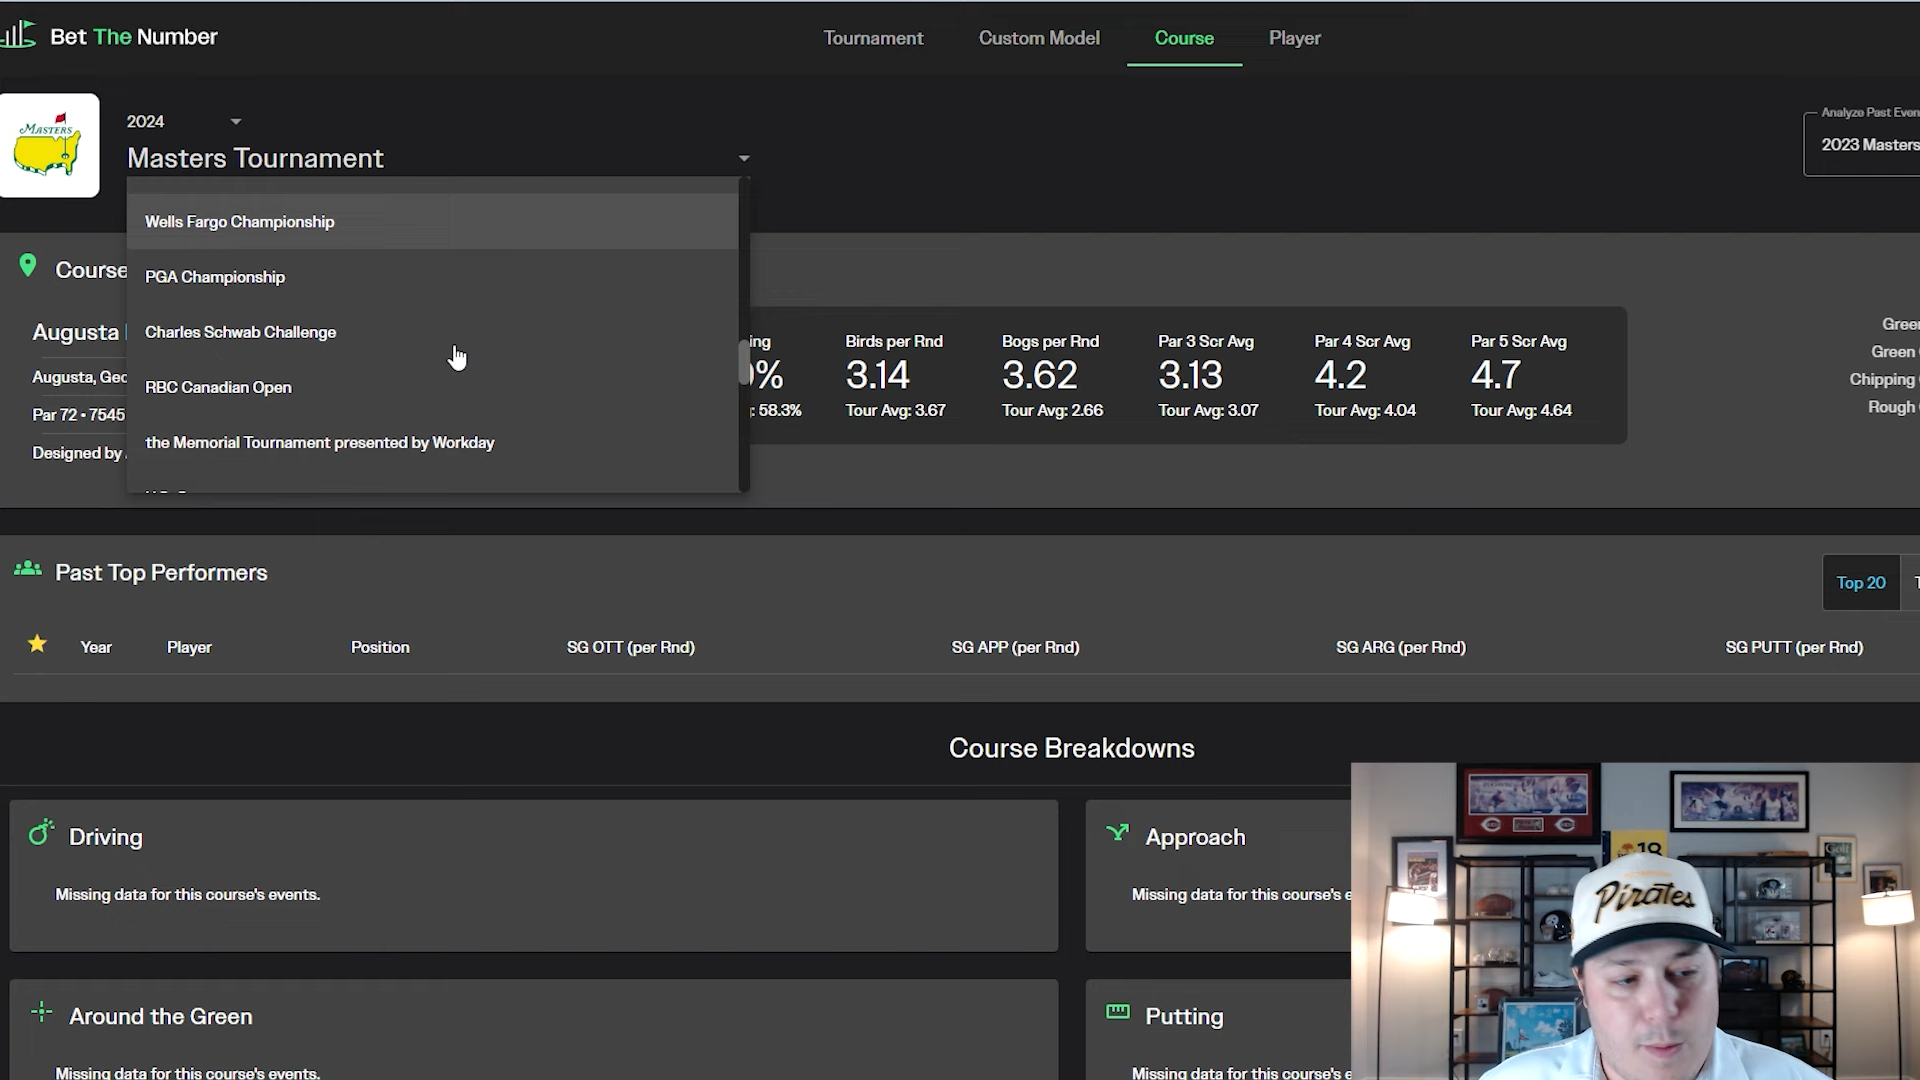 Bet The Number
Tournament
Custom Model
Course
Player
MASTERS
2024
Masters Tournament
Analyze Past Even
2023 Masters
Wells Fargo Championship
PGA Championship
Charles Schwab Challenge
RBC Canadian Open
the Memorial Tournament presented by Workday
Course
Augusta
Augusta, Geo
Par 72 • 7545
Designed by
ing
%
: 58.3%
Birds per Rnd
3.14
Tour Avg: 3.67
Bogs per Rnd
3.62
Tour Avg: 2.66
Par 3 Scr Avg
3.13
Tour Avg: 3.07
Par 4 Scr Avg
4.2
Tour Avg: 4.04
Par 5 Scr Avg
4.7
Tour Avg: 4.64
Green
Green
Chipping
Rough
Past Top Performers
Top 20
Year
Player
Position
SG OTT (per Rnd)
SG APP (per Rnd)
SG ARG (per Rnd)
SG PUTT (per Rnd)
Course Breakdowns
Driving
Missing data for this course's events.
Approach
Missing data for this course's e
Around the Green
Missing data for this course's events.
Putting
Missing data for this course's e
18
Golf
Pirates